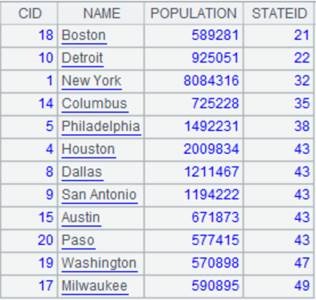 CID NAME POPULATION STATEID
18 Boston 589281 21
10 Detroit 925051 22
1 New York 8084316 32
14 Columbus 725228 35
5 Philadelphia 1492231 38
4 Houston 2009834 43
8 Dallas 1211467 43
9 San Antonio 1194222 43
15 Austin 671873 43
20 Paso 577415 43
19 Washington 570898 47
17 Milwaukee 590895 49